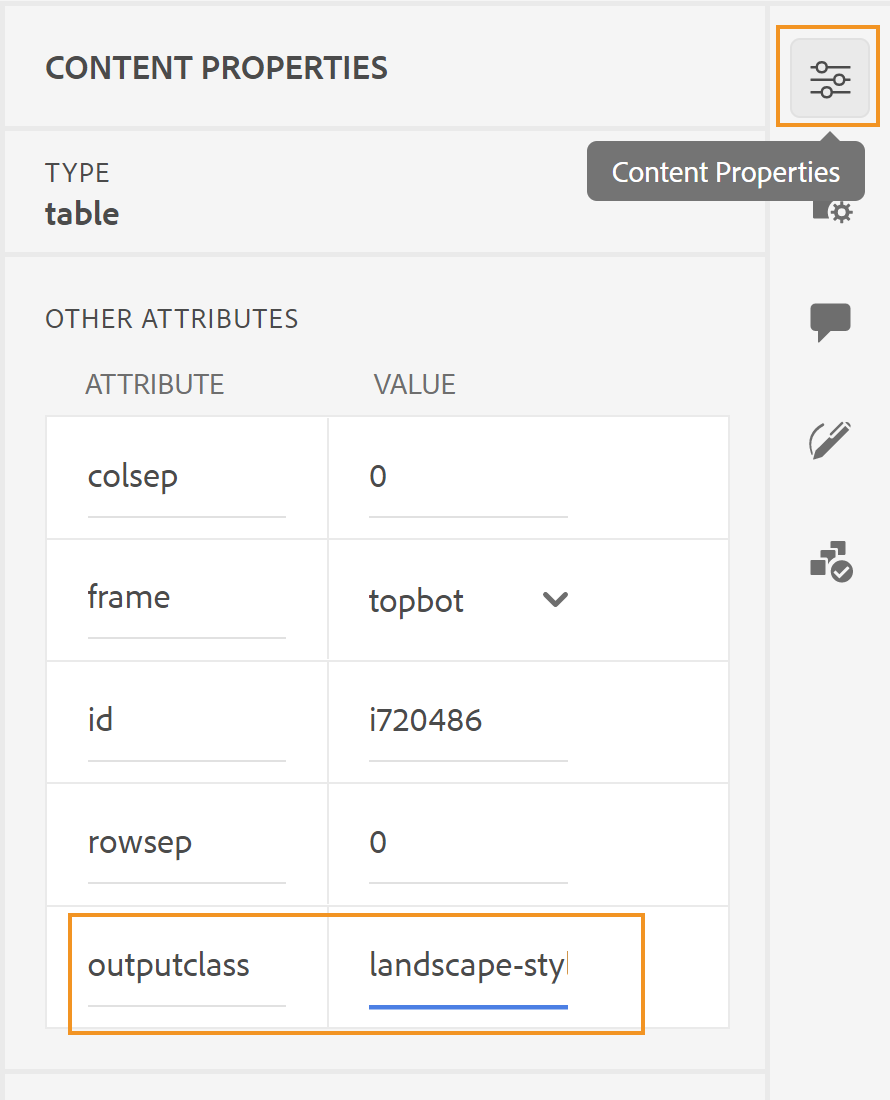 CONTENT PROPERTIES
Content Properties
TYPE
table
OTHER ATTRIBUTES
ATTRIBUTE VALUE
colsep 0
frame topbot
id i720486
rowsep 0
outputclass landscape-sty